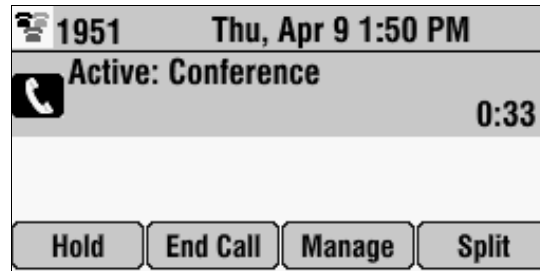 1951 Thu, Apr 9 1:50 PM
Active: Conference
0:33
Hold End Call Manage Split